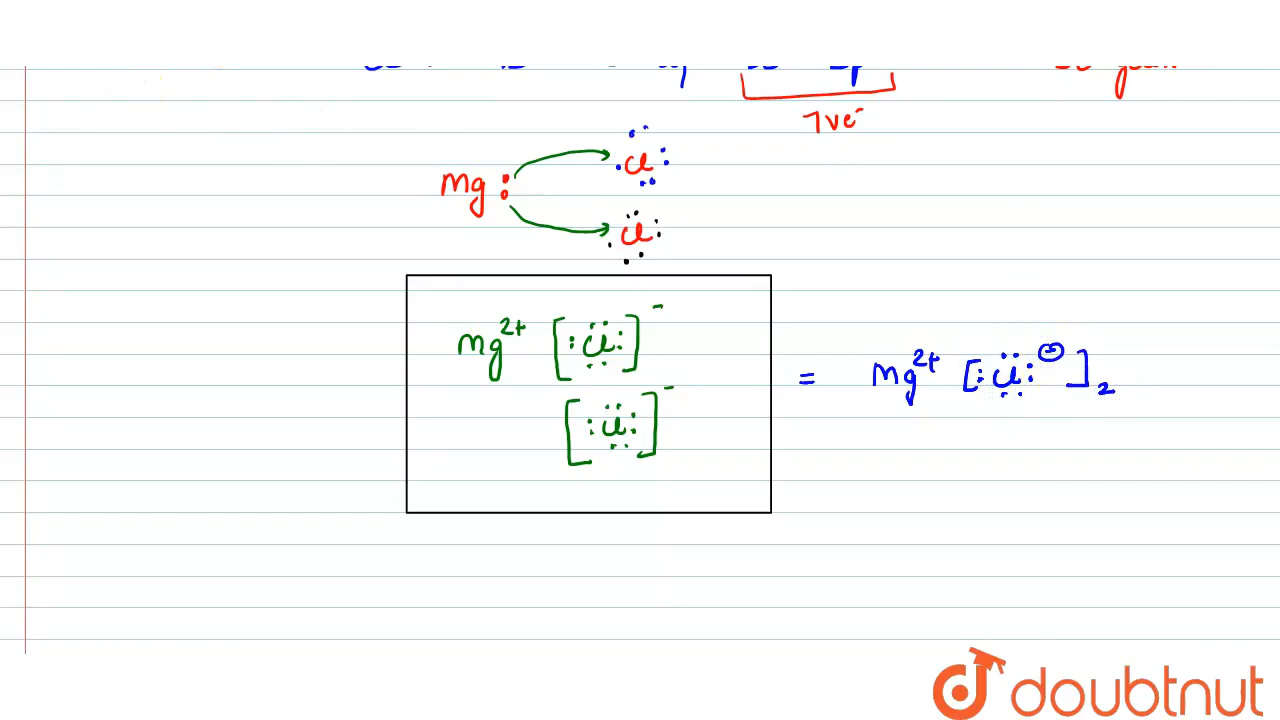 7ve⁻
Mg : Cl
Cl
Mg²⁺ [:Cl:]⁻
[:Cl:]⁻
= Mg²⁺ [:Cl:⊖]₂
doubtnut